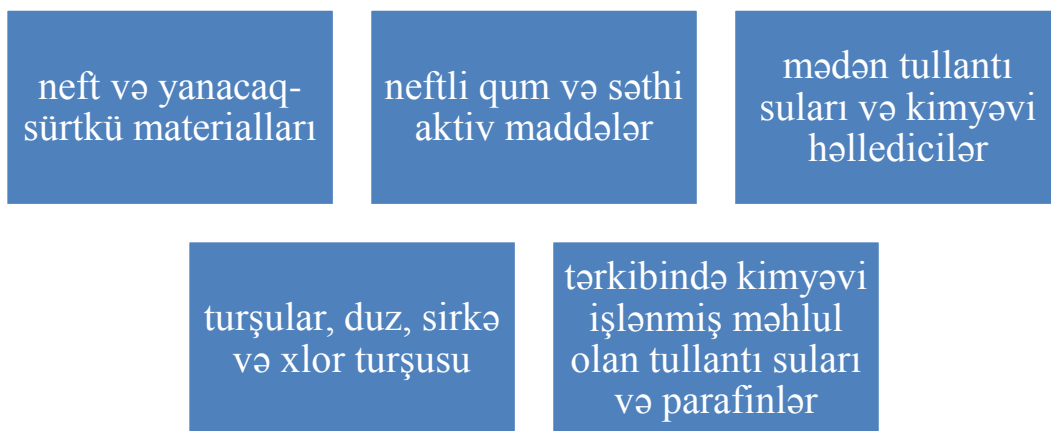 neft və yanacaq-
sürtkü materialları
neftli qum və səthi
aktiv maddələr
mədən tullantı
suları və kimyəvi
həlledicilər
turşular, duz, sirkə
və xlor turşusu
tərkibində kimyəvi
işlənmiş məhlul
olan tullantı suları
və parafinlər